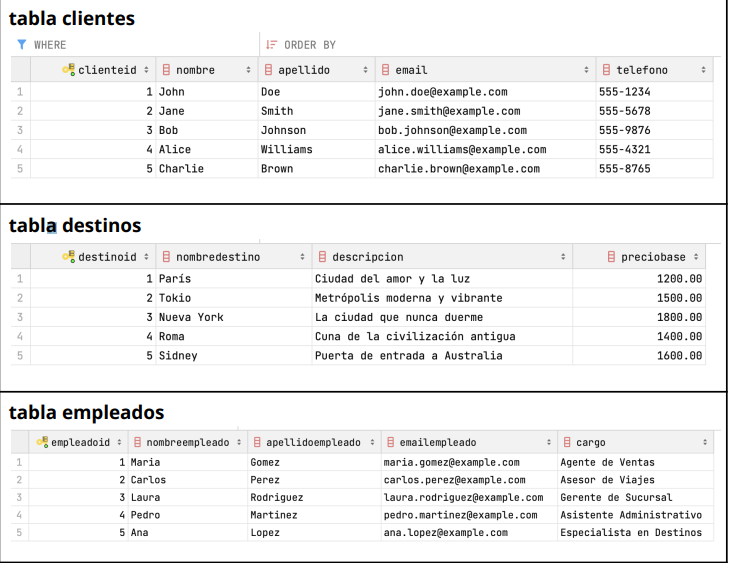 tabla clientes
WHERE ORDER BY
clienteid nombre apellido email telefono
1 1 John Doe john.doe@example.com 555-1234
2 2 Jane Smith jane.smith@example.com 555-5678
3 3 Bob Johnson bob.johnson@example.com 555-9876
4 4 Alice Williams alice.williams@example.com 555-4321
5 5 Charlie Brown charlie.brown@example.com 555-8765
tabla destinos
destinoid nombredestino descripcion preciobase
1 1 París Ciudad del amor y la luz 1200.00
2 2 Tokio Metrópolis moderna y vibrante 1500.00
3 3 Nueva York La ciudad que nunca duerme 1800.00
4 4 Roma Cuna de la civilización antigua 1400.00
5 5 Sidney Puerta de entrada a Australia 1600.00
tabla empleados
empleadoid nombreempleado apellidoempleado emailempleado cargo
1 1 Maria Gomez maria.gomez@example.com Agente de Ventas
2 2 Carlos Perez carlos.perez@example.com Asesor de Viajes
3 3 Laura Rodriguez laura.rodriguez@example.com Gerente de Sucursal
4 4 Pedro Martinez pedro.martinez@example.com Asistente Administrativo
5 5 Ana Lopez ana.lopez@example.com Especialista en Destinos